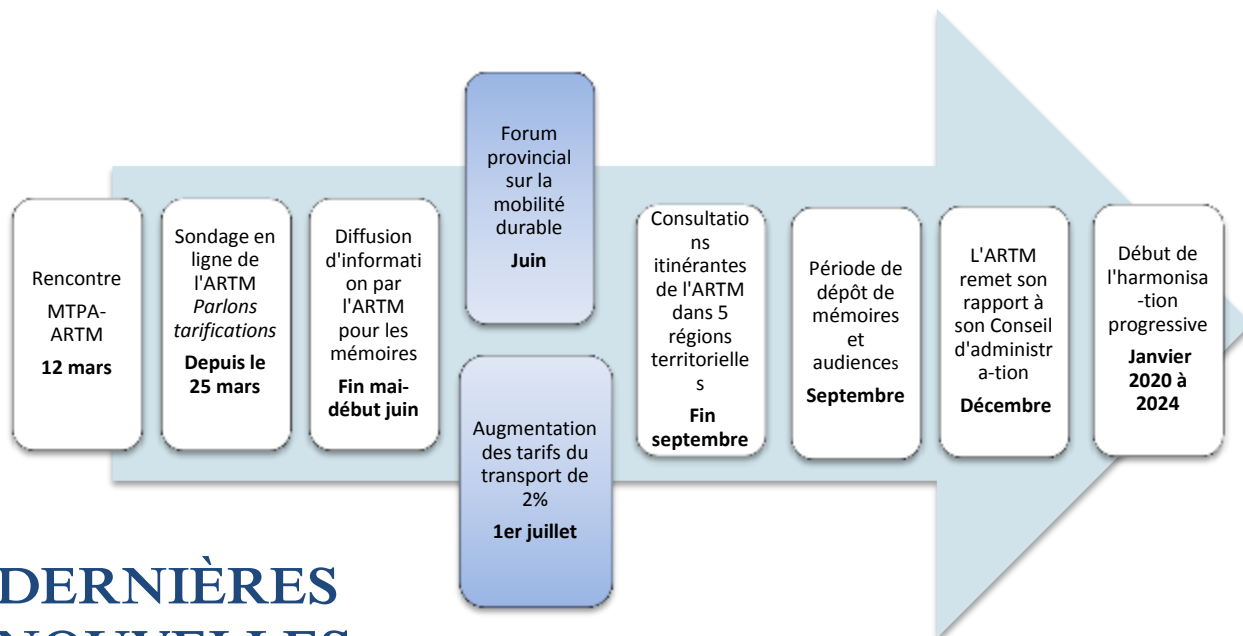 Rencontre
MTPA-
ARTM
12 mars
Sondage en
ligne de
l'ARTM
Parlons
tarifications
Depuis le
25 mars
Diffusion
d'informati
on par
l'ARTM
pour les
mémoires
Fin mai-
début juin
Forum
provincial
sur la
mobilité
durable
Juin
Augmentation
des tarifs du
transport de
2%
1er juillet
Consultatio
ns
itinérantes
de l'ARTM
dans 5
régions
territorielle
s
Fin
septembre
Période de
dépôt de
mémoires
et
audiences
Septembre
L'ARTM
remet son
rapport à
son Conseil
d'administr
a-tion
Décembre
Début de
l'harmonisa
-tion
progressive
Janvier
2020 à
2024
DERNIÈRES
NOUVELLES